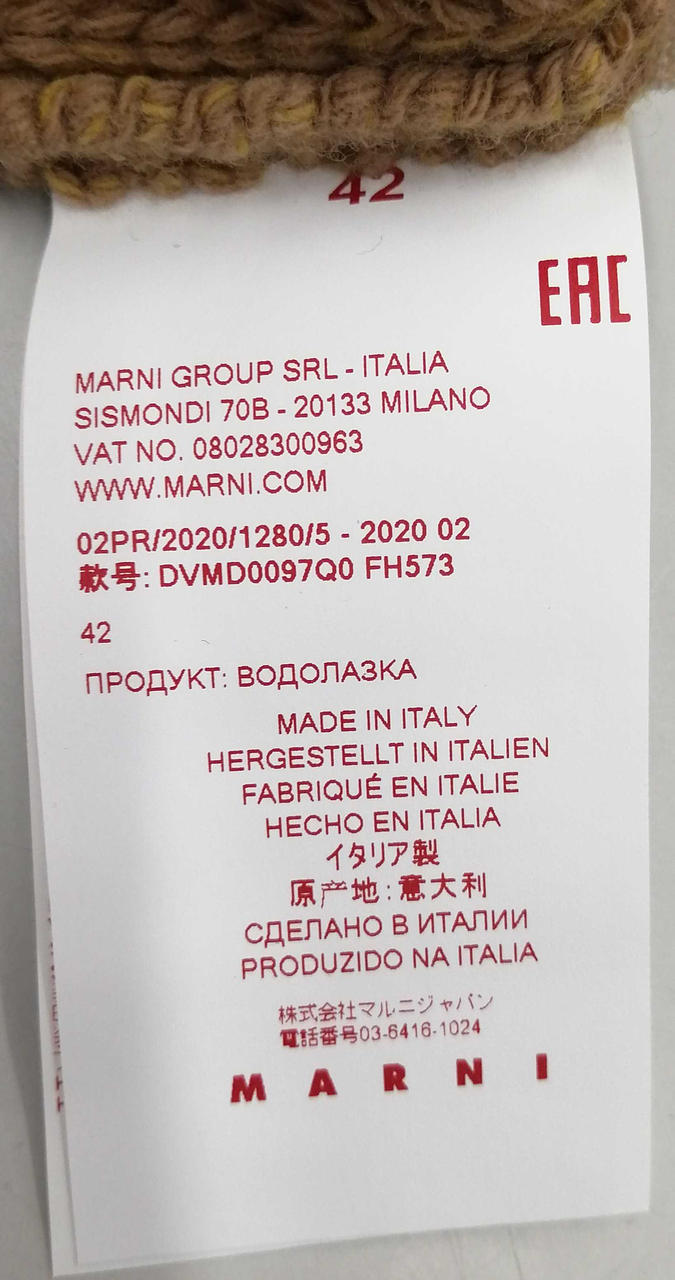 42
EAC
MARNI GROUP SRL - ITALIA
SISMONDI 70B - 20133 MILANO
VAT NO. 08028300963
WWW.MARNI.COM
02PR/2020/1280/5 - 2020 02
款号: DVMD0097Q0 FH573
42
ПРОДУКТ: ВОДОЛАЗКА
MADE IN ITALY
HERGESTELLT IN ITALIEN
FABRIQUÉ EN ITALIE
HECHO EN ITALIA
イタリア製
原产地:意大利
СДЕЛАНО В ИТАЛИИ
PRODUZIDO NA ITALIA
株式会社マルニジャパン
電話番号03-6416-1024
MARNI